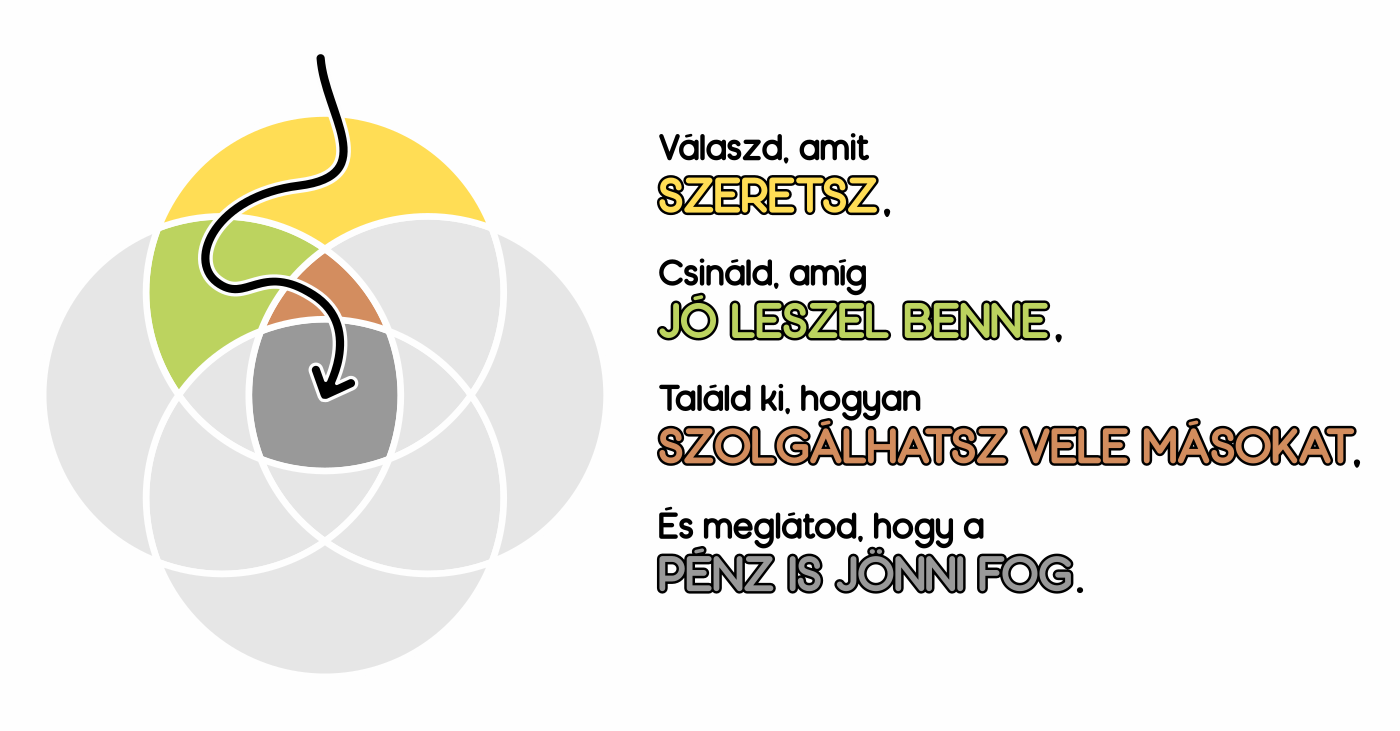 Válaszd, amit
SZERETSZ,
Csináld, amíg
JÓ LESZEL BENNE,
Találd ki, hogyan
SZOLGÁLHATSZ VELE MÁSOKAT,
És meglátod, hogy a
PÉNZ IS JÖNNI FOG.